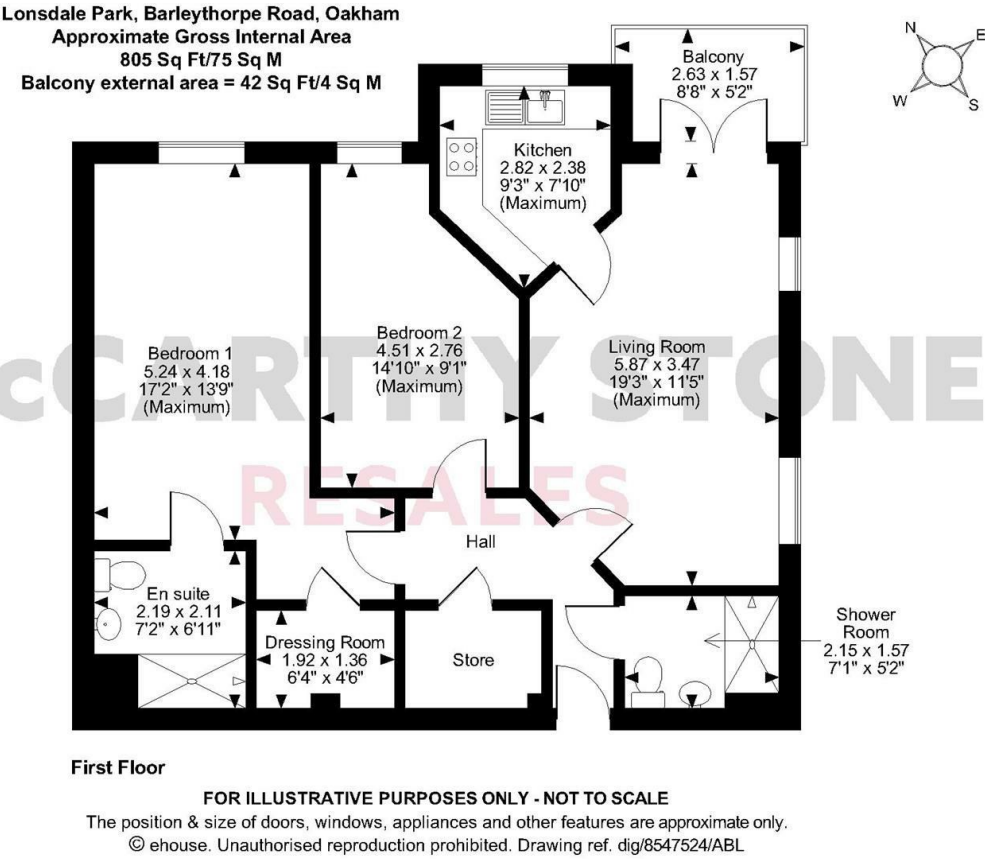 Lonsdale Park, Barleythorpe Road, Oakham
Approximate Gross Internal Area
805 Sq Ft/75 Sq M
Balcony external area = 42 Sq Ft/4 Sq M
N
E
W
S
Balcony
2.63 x 1.57
8'8" x 5'2"
Kitchen
2.82 x 2.38
9'3" x 7'10"
(Maximum)
Bedroom 1
5.24 x 4.18
17'2" x 13'9"
(Maximum)
Bedroom 2
4.51 x 2.76
14'10" x 9'1"
(Maximum)
Living Room
5.87 x 3.47
19'3" x 11'5"
(Maximum)
cCARTHY STONE
RESALES
Hall
En suite
2.19 x 2.11
7'2" x 6'11"
Dressing Room
1.92 x 1.36
6'4" x 4'6"
Store
Shower
Room
2.15 x 1.57
7'1" x 5'2"
First Floor
FOR ILLUSTRATIVE PURPOSES ONLY - NOT TO SCALE
The position & size of doors, windows, appliances and other features are approximate only.
© ehouse. Unauthorised reproduction prohibited. Drawing ref. dig/8547524/ABL